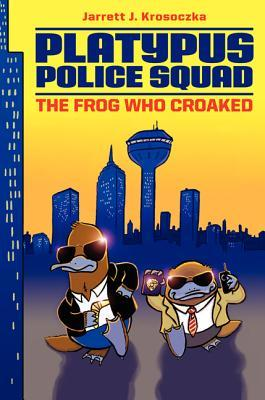 Jarrett J. Krosoczka
PLATYPUS
POLICE SQUAD
THE FROG WHO CROAKED